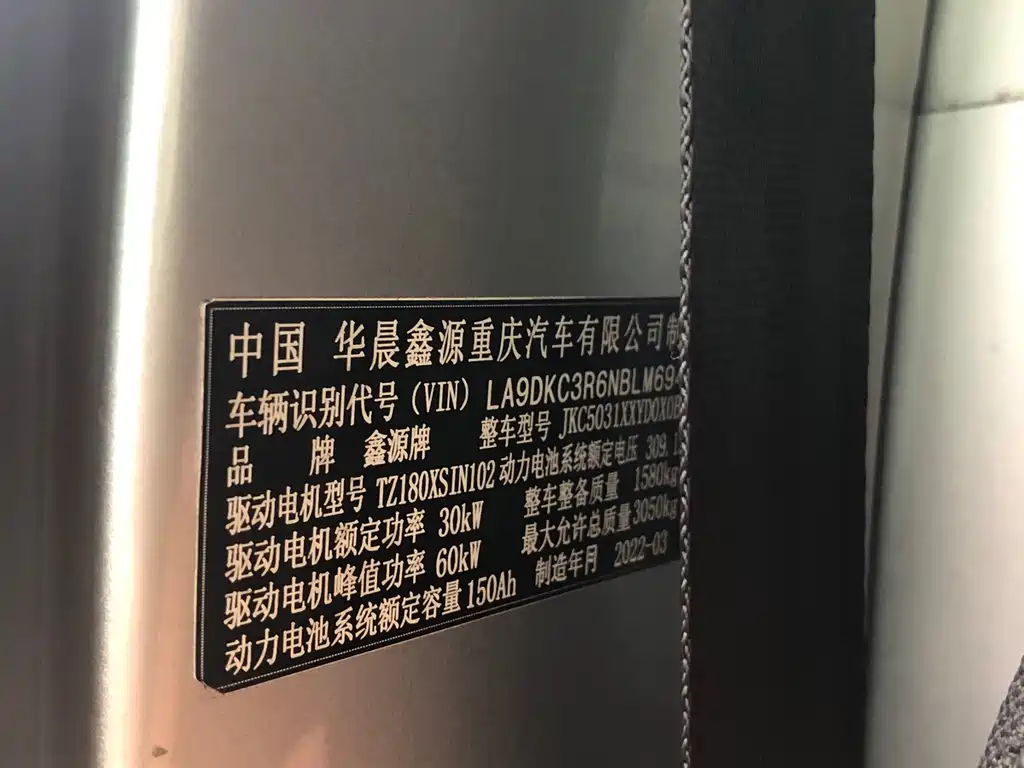 中国 华晨鑫源重庆汽车有限公司制
车辆识别代号(VIN) LA9DKC3R6NBLM69
品 牌 鑫源牌 整车型号 JKC5031XXYD0X0
驱动电机型号 TZ180XSIN102 动力电池系统额定电压 309.1
驱动电机额定功率 30kW 整车整备质量 1580kg
驱动电机峰值功率 60kW 最大允许总质量 3050kg
动力电池系统额定容量 150Ah 制造年月 2022-03